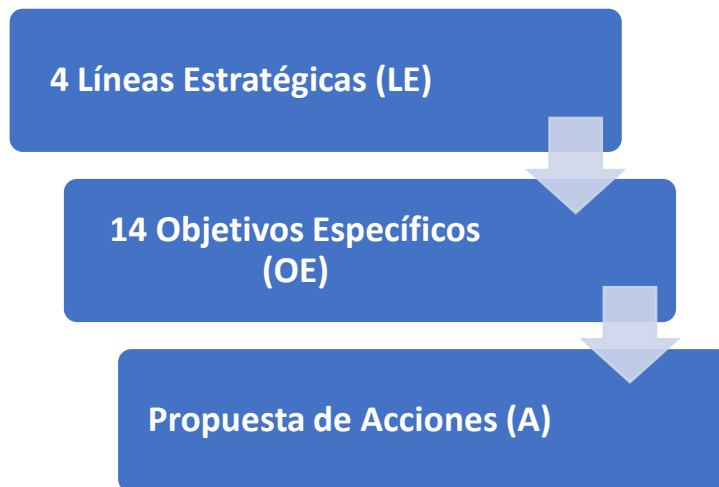 4 Líneas Estratégicas (LE)
14 Objetivos Específicos
(OE)
Propuesta de Acciones (A)